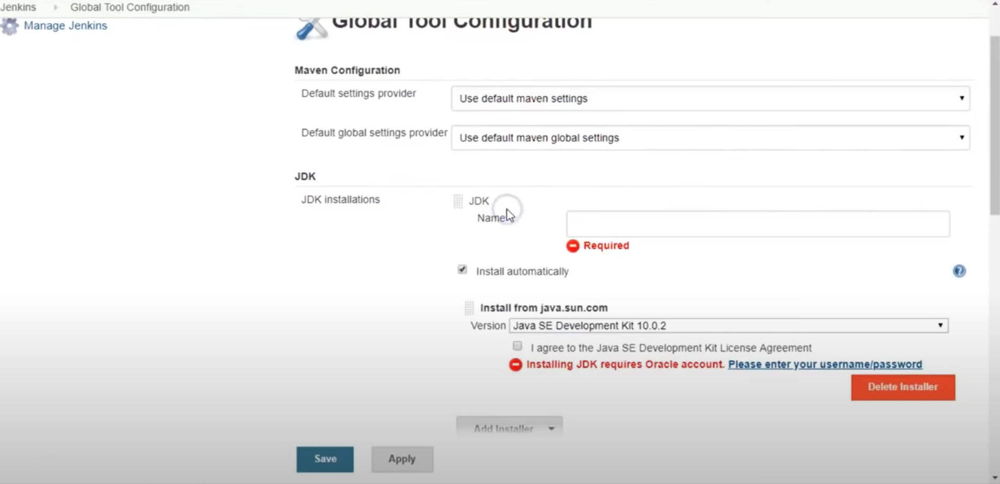 Jenkins Global Tool Configuration
Manage Jenkins
Global Tool Configuration
Maven Configuration
Default settings provider Use default maven settings
Default global settings provider Use default maven global settings
JDK
JDK installations JDK
Name
Required
Install automatically
Install from java.sun.com
Version Java SE Development Kit 10.0.2
I agree to the Java SE Development Kit License Agreement
Installing JDK requires Oracle account. Please enter your username/password
Delete Installer
Add Installer
Save Apply